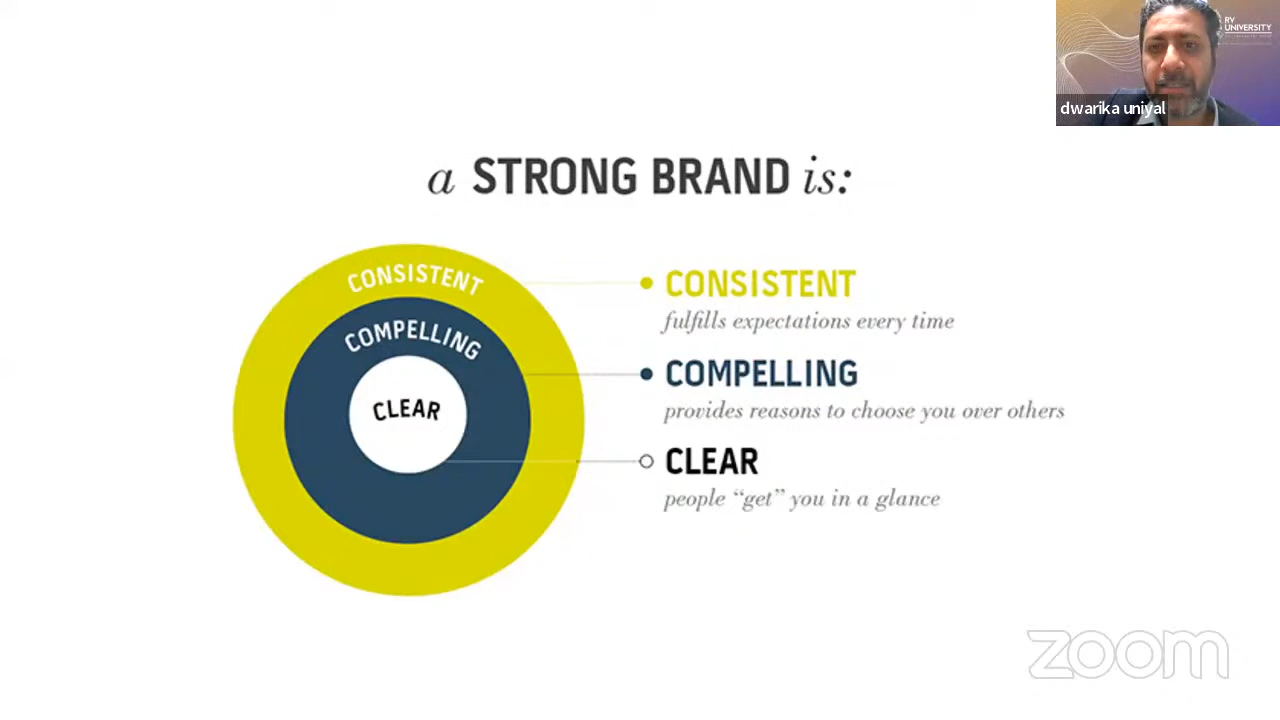 RV
UNIVERSITY
dwarika uniyal
a STRONG BRAND is:
CONSISTENT
COMPELLING
CLEAR
CONSISTENT
fulfills expectations every time
COMPELLING
provides reasons to choose you over others
CLEAR
people “get” you in a glance
zoom